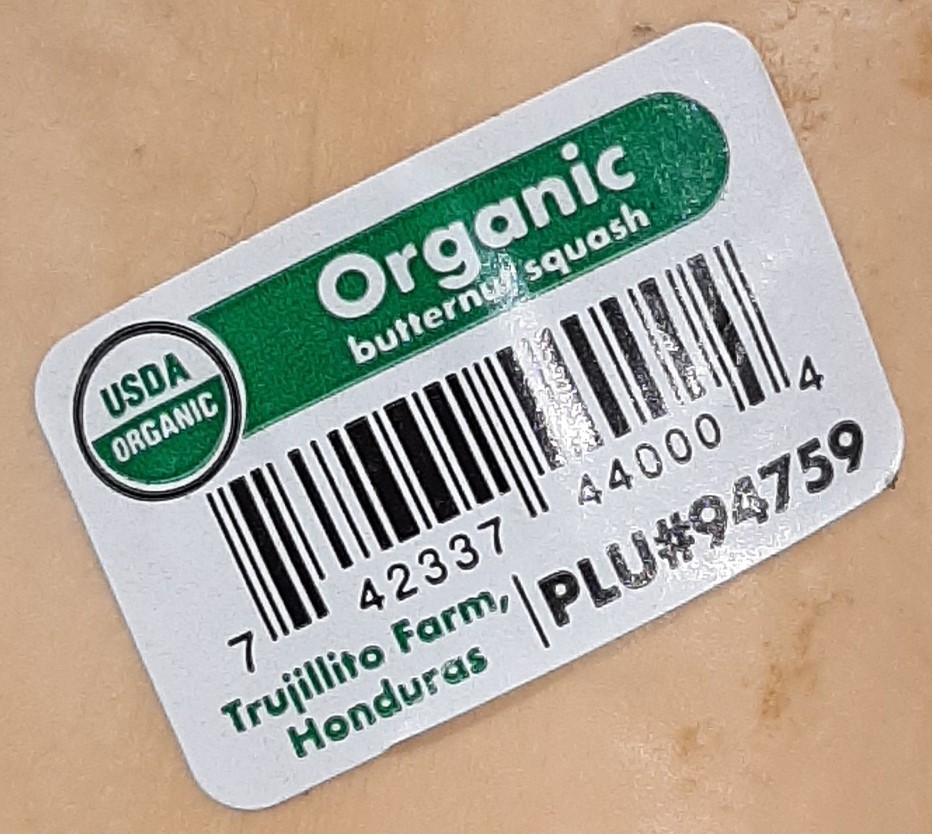 Organic
butternut squash
USDA
ORGANIC
7 42337 44000 4
Trujillito Farm,
Honduras
PLU#94759